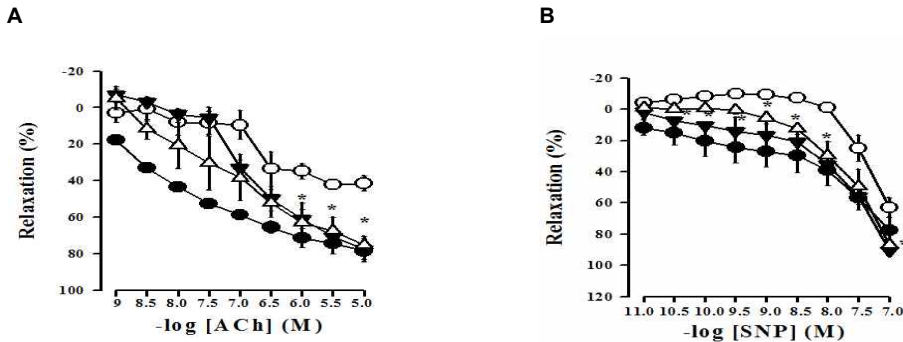 A
-20
0
20
40
60
80
100
Relaxation (%)
9 8.5 8.0 7.5 7.0 6.5 6.0 5.5 5.0
-log [ACh] (M)
* * *
B
-20
0
20
40
60
80
100
120
Relaxation (%)
11.0 10.5 10.0 9.5 9.0 8.5 8.0 7.5 7.0
-log [SNP] (M)
* * * * * * *